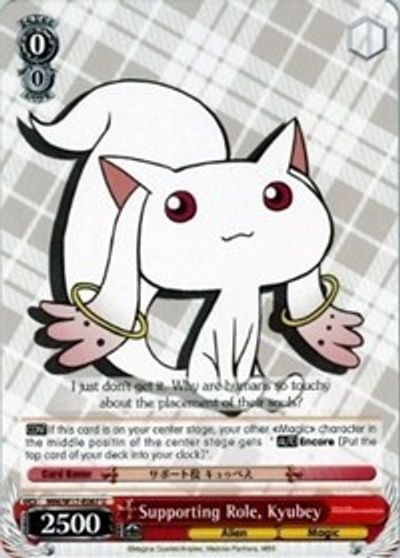 0
0
I just don't get it. Why are humans so touchy
about the placement of their souls?
CONT If this card is on your center stage, your other «Magic» character in
the middle positin of the center stage gets "AUTO Encore [Put the
top card of your deck into your clock]".
Card Name サポート役 キュゥべえ
2500 Supporting Role, Kyubey
Alien Magic